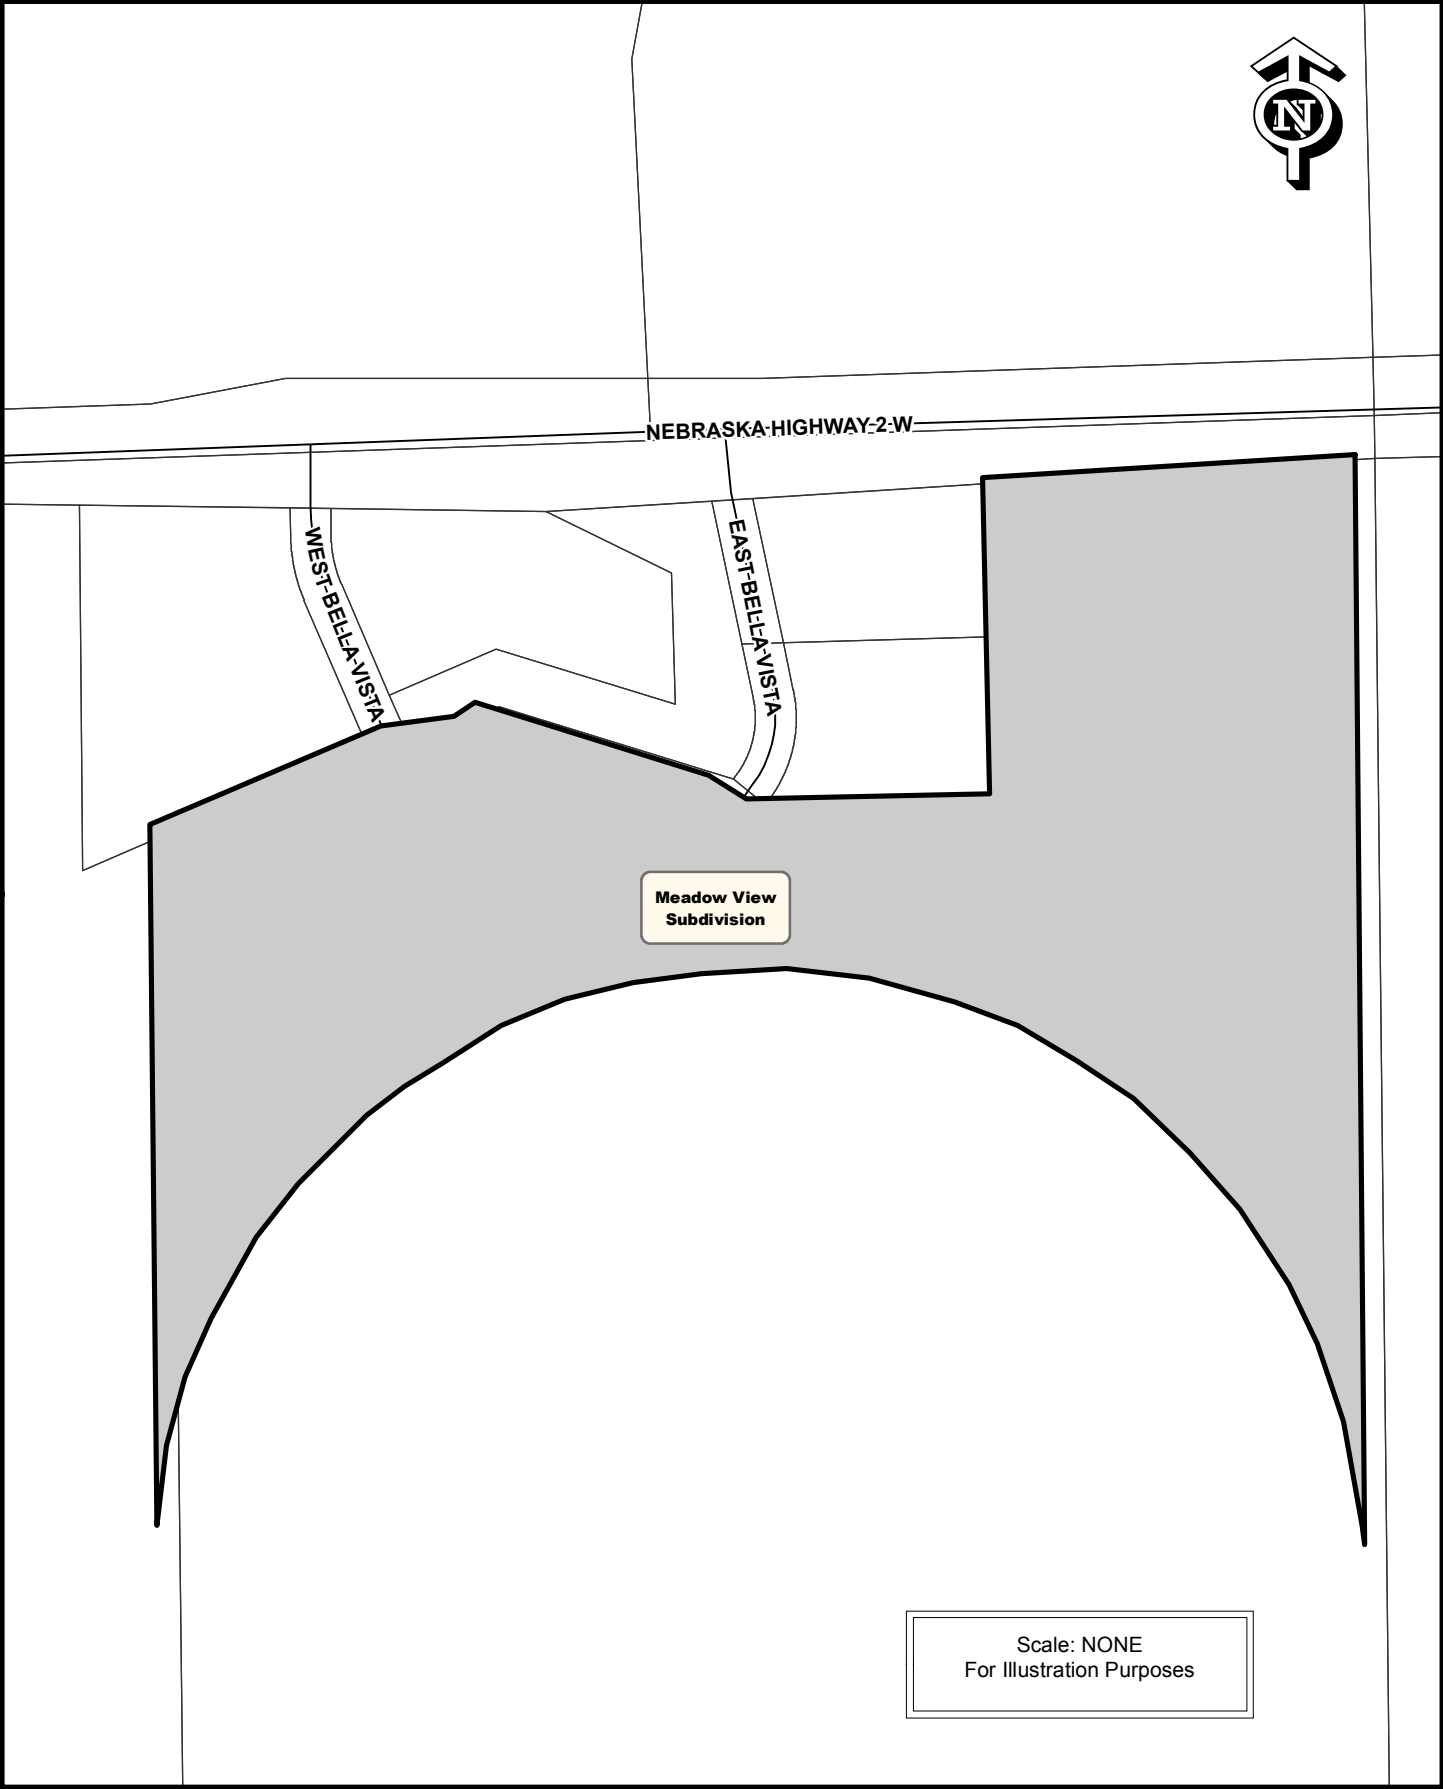 N
NEBRASKA HIGHWAY 2 W
WEST BELLA VISTA
EAST BELLA VISTA
Meadow View
Subdivision
Scale: NONE
For Illustration Purposes